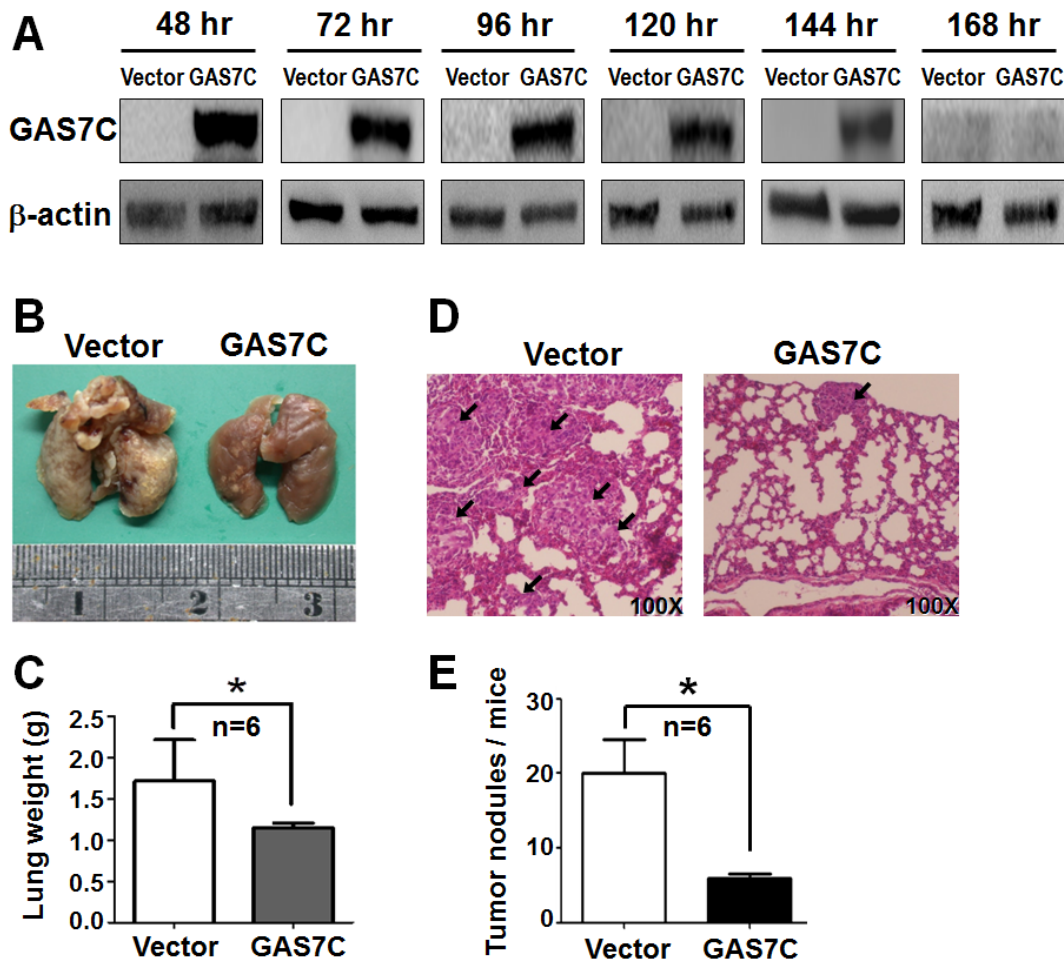 A
48 hr 72 hr 96 hr 120 hr 144 hr 168 hr
Vector GAS7C Vector GAS7C Vector GAS7C Vector GAS7C Vector GAS7C Vector GAS7C
GAS7C
β-actin
B
Vector GAS7C
1 2 3
D
Vector GAS7C
100X 100X
C
*
n=6
Lung weight (g)
2.5
2.0
1.5
1.0
0.5
0.0
Vector GAS7C
E
*
n=6
Tumor nodules / mice
30
20
10
0
Vector GAS7C